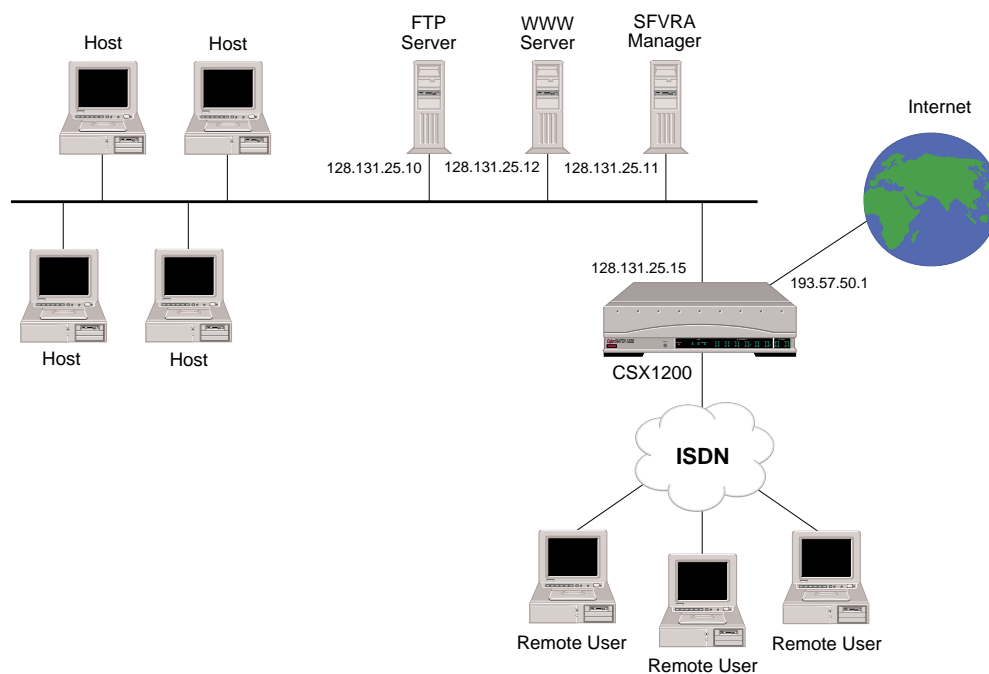 Host
Host
FTP
Server
WWW
Server
SFVRA
Manager
Internet
128.131.25.10
128.131.25.12
128.131.25.11
128.131.25.15
193.57.50.1
Host
Host
CSX1200
ISDN
Remote User
Remote User
Remote User